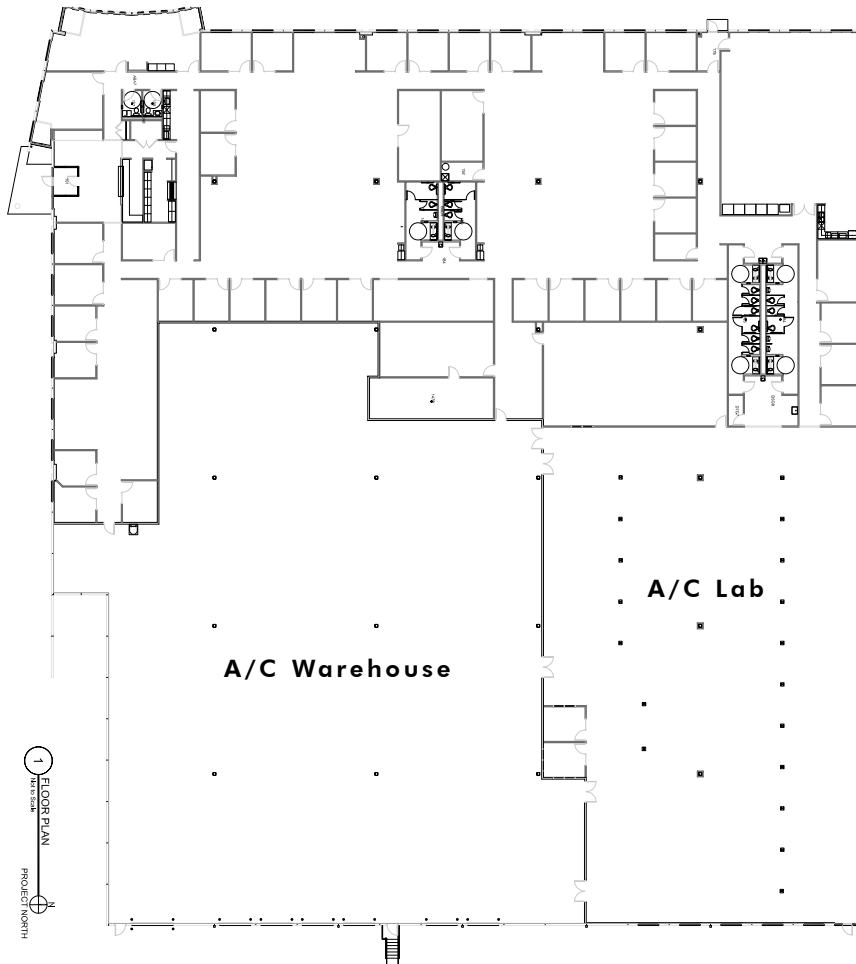 A/C Lab
A/C Warehouse
1
FLOOR PLAN
Not to Scale
N
PROJECT NORTH